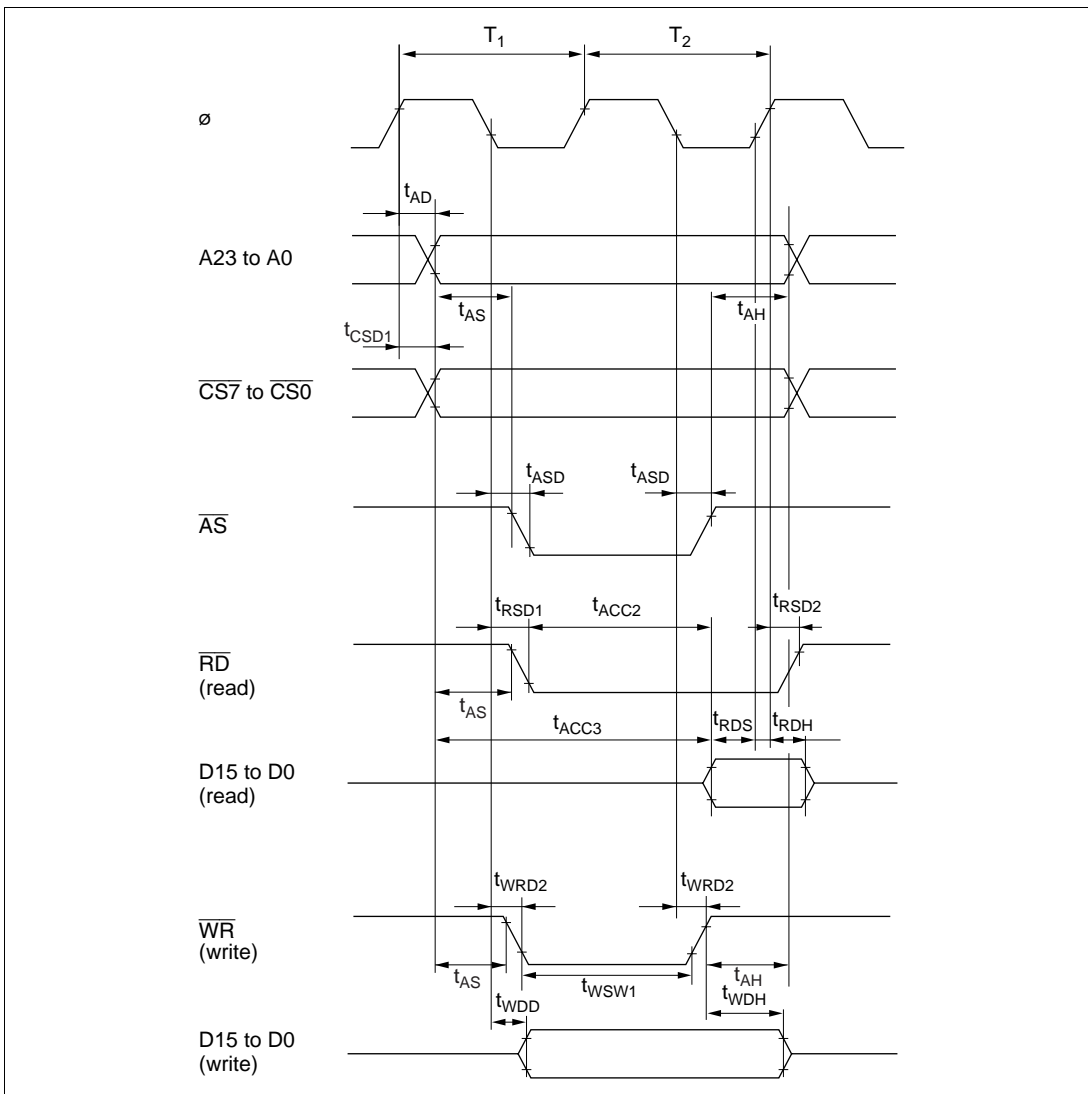 T1 T2
ø
tAD
A23 to A0
tAS tAH
tCSD1
CS7 to CS0
tASD tASD
AS
tRSD1 tACC2 tRSD2
RD
(read)
tAS
tACC3 tRDS tRDH
D15 to D0
(read)
tWRD2 tWRD2
WR
(write)
tAS tWSW1 tAH
tWDD tWDH
D15 to D0
(write)